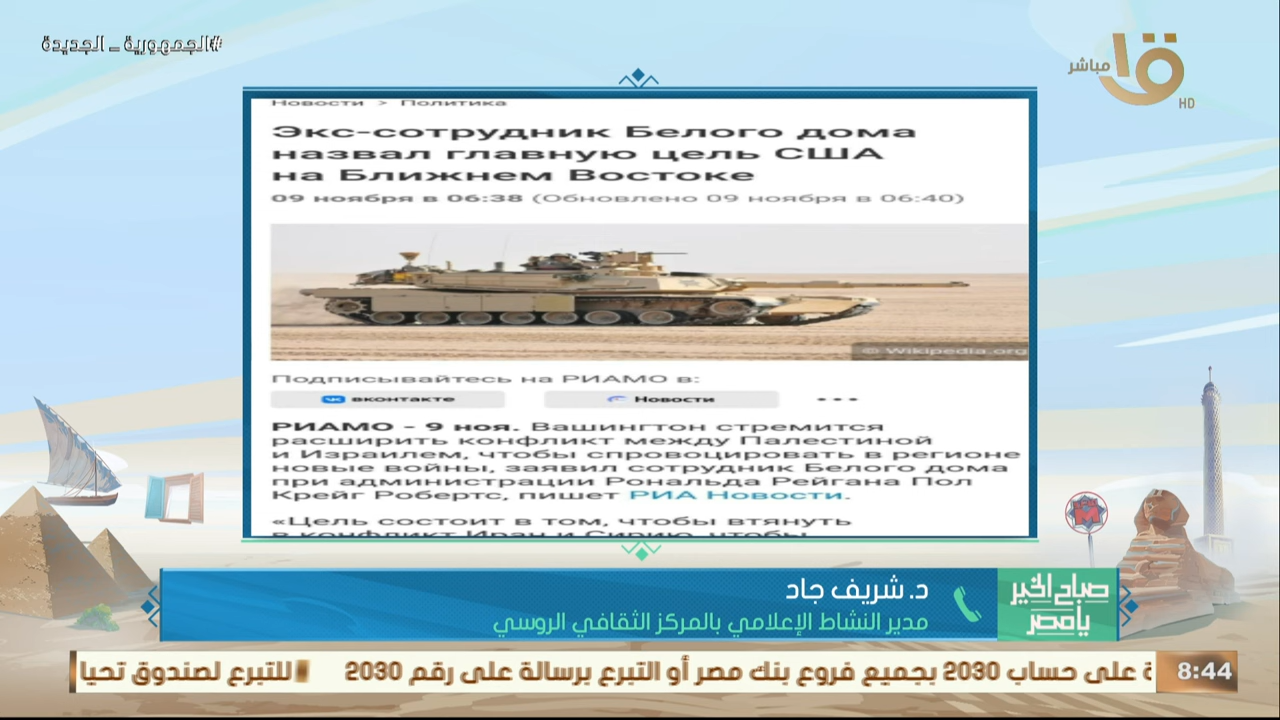 #الجمهورية_الجديدة
مباشر
HD
Новости > Политика
Экс-сотрудник Белого дома
назвал главную цель США
на Ближнем Востоке
09 ноября в 06:38 (Обновлено 09 ноября в 06:40)
© Wikipedia.org
Подписывайтесь на РИАМО в:
вконтакте
Новости
РИАМО - 9 ноя. Вашингтон стремится
расширить конфликт между Палестиной
и Израилем, чтобы спровоцировать в регионе
новые войны, заявил сотрудник Белого дома
при администрации Рональда Рейгана Пол
Крейг Робертс, пишет РИА Новости.
«Цель состоит в том, чтобы втянуть
в конфликт Иран и Сирию, чтобы
صباح الخير
يا مصر
د. شريف جاد
مدير النشاط الإعلامي بالمركز الثقافي الروسي
على حساب 2030 بجميع فروع بنك مصر أو التبرع برسالة على رقم 2030 للتبرع لصندوق تحيا
8:44